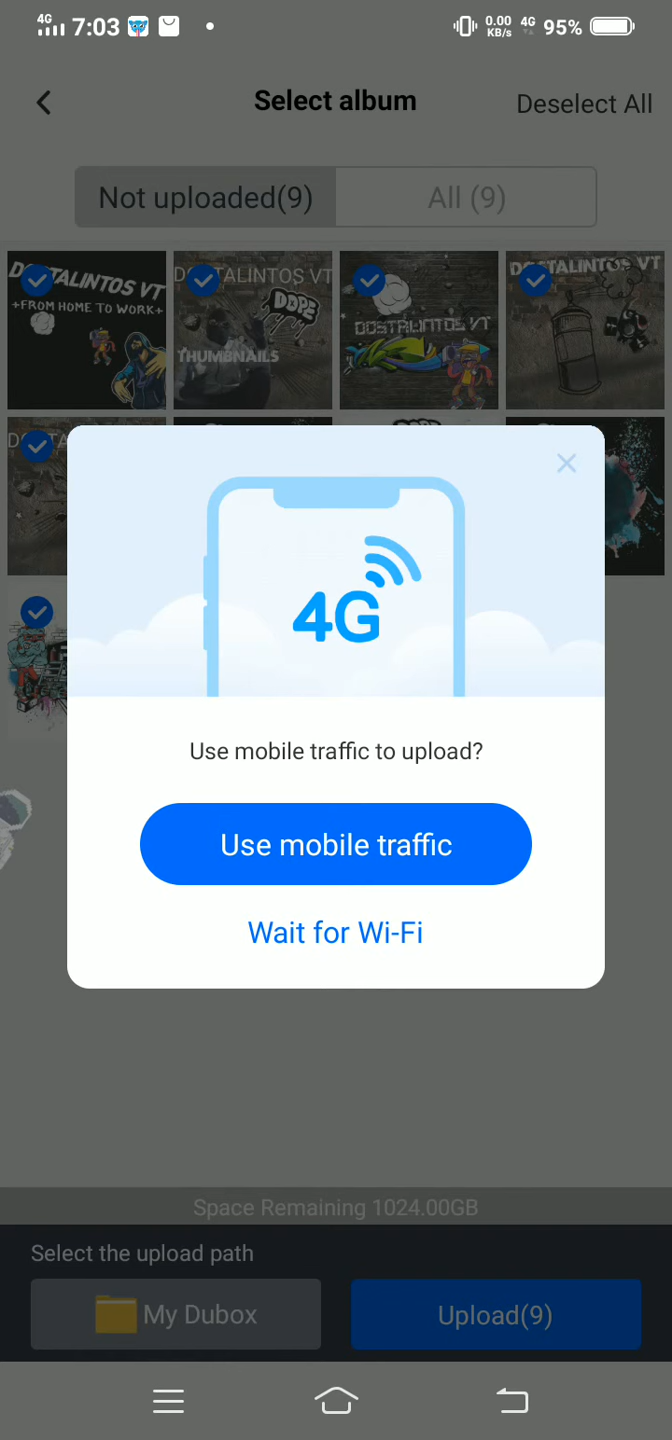 4G 7:03 0.00 KB/s 4G 95%
Select album Deselect All
Not uploaded(9) All (9)
DOSTALINTOS VT
+FROM HOME TO WORK+
DOSTALINTOS VT
DOPE
THUMBNAILS
DOSTALINTOS VT
DOSTALINTOS VT
4G
Use mobile traffic to upload?
Use mobile traffic
Wait for Wi-Fi
Space Remaining 1024.00GB
Select the upload path
My Dubox Upload(9)